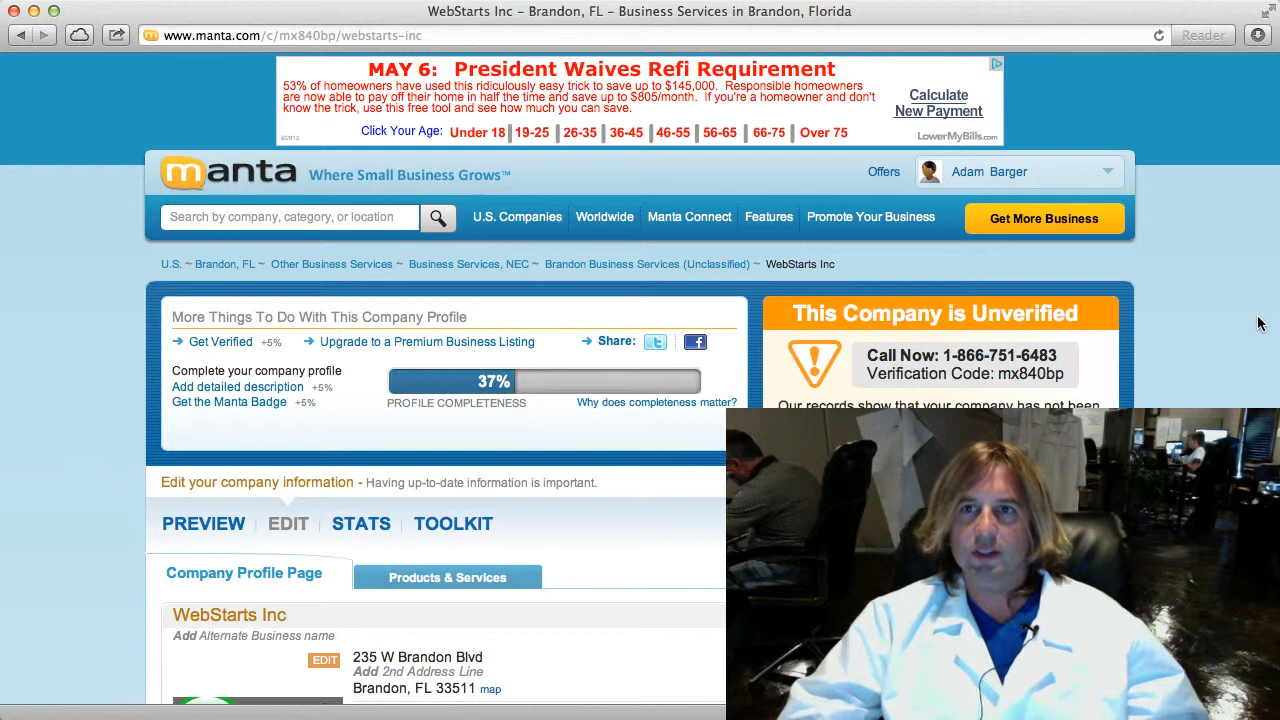 WebStarts Inc – Brandon, FL – Business Services in Brandon, Florida
www.manta.com/c/mx840bp/webstarts-inc
Reader
MAY 6: President Waives Refi Requirement
53% of homeowners have used this ridiculously easy trick to save up to $145,000. Responsible homeowners
are now able to pay off their home in half the time and save up to $805/month. If you're a homeowner and don't
know the trick, use this free tool and see how much you can save.
Calculate
New Payment
©2013
Click Your Age: Under 18 | 19-25 | 26-35 | 36-45 | 46-55 | 56-65 | 66-75 | Over 75
LowerMyBills.com
manta Where Small Business Grows™
Offers
Adam Barger
Search by company, category, or location
U.S. Companies
Worldwide
Manta Connect
Features
Promote Your Business
Get More Business
U.S. ~ Brandon, FL ~ Other Business Services ~ Business Services, NEC ~ Brandon Business Services (Unclassified) ~ WebStarts Inc
More Things To Do With This Company Profile
Get Verified +5%
Upgrade to a Premium Business Listing
Share:
Complete your company profile
Add detailed description +5%
Get the Manta Badge +5%
37%
PROFILE COMPLETENESS
Why does completeness matter?
This Company is Unverified
Call Now: 1-866-751-6483
Verification Code: mx840bp
Our records show that your company has not been
Edit your company information - Having up-to-date information is important.
PREVIEW
EDIT
STATS
TOOLKIT
Company Profile Page
Products & Services
WebStarts Inc
Add Alternate Business name
EDIT
235 W Brandon Blvd
Add 2nd Address Line
Brandon, FL 33511 map